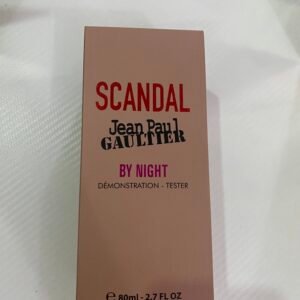 SCANDAL
Jean Paul
GAULTIER
BY NIGHT
DÉMONSTRATION - TESTER
e 80ml - 2,7 FL OZ